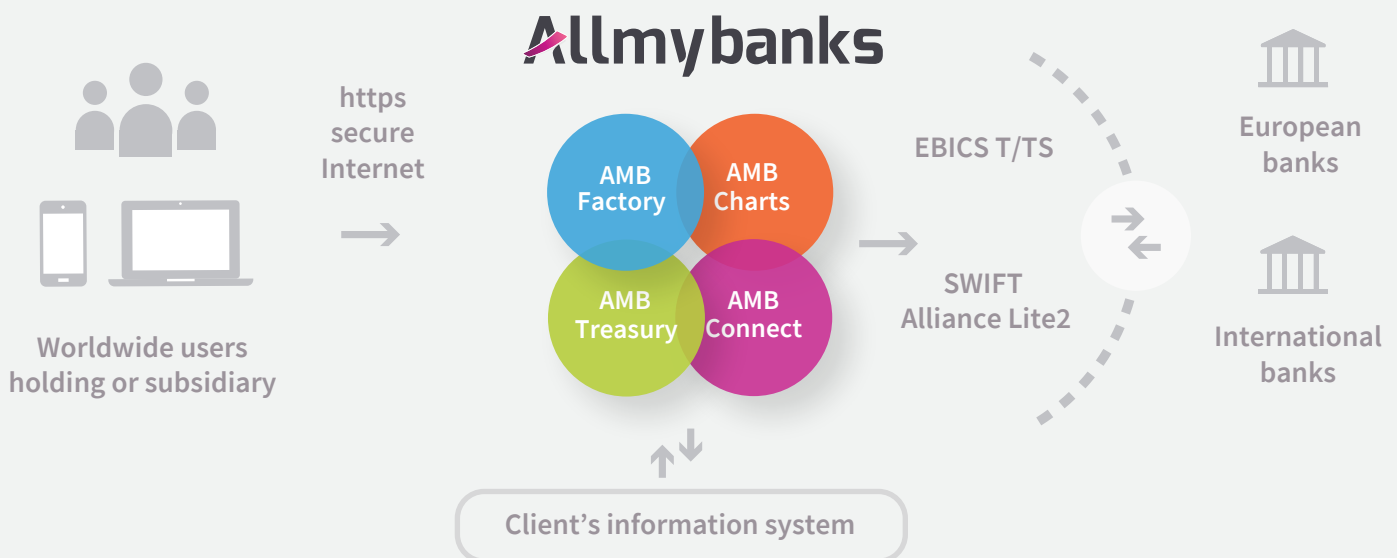 Allmybanks
https
secure
Internet
Worldwide users
holding or subsidiary
AMB
Factory
AMB
Charts
AMB
Treasury
AMB
Connect
EBICS T/TS
SWIFT
Alliance Lite2
European
banks
International
banks
Client’s information system